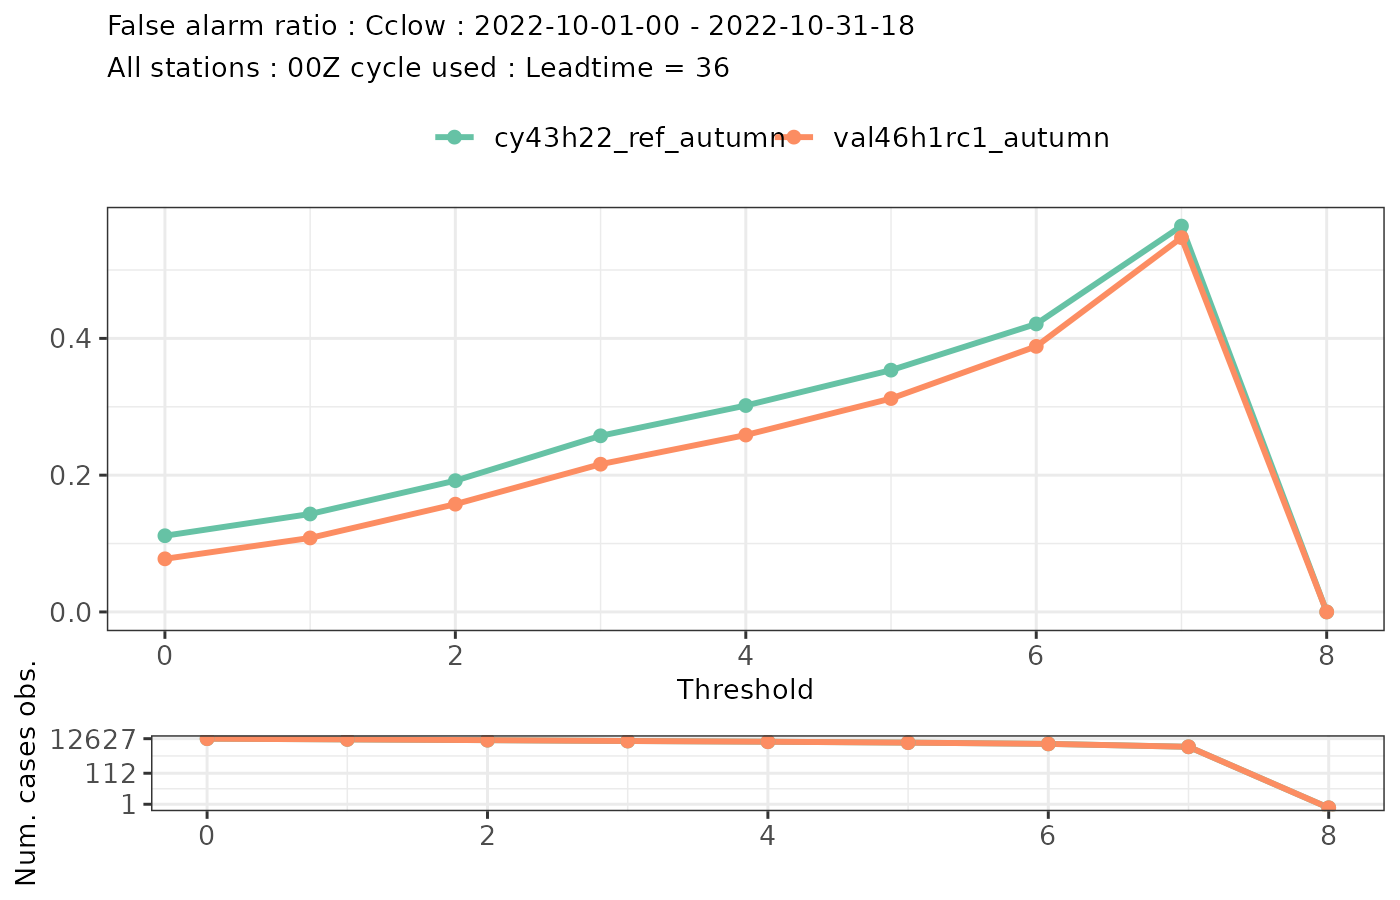 False alarm ratio : Cclow : 2022-10-01-00 - 2022-10-31-18
All stations : 00Z cycle used : Leadtime = 36
cy43h22_ref_autumn val46h1rc1_autumn
0.4
0.2
0.0
0 2 4 6 8
Threshold
Num. cases obs.
12627
112
1
0 2 4 6 8